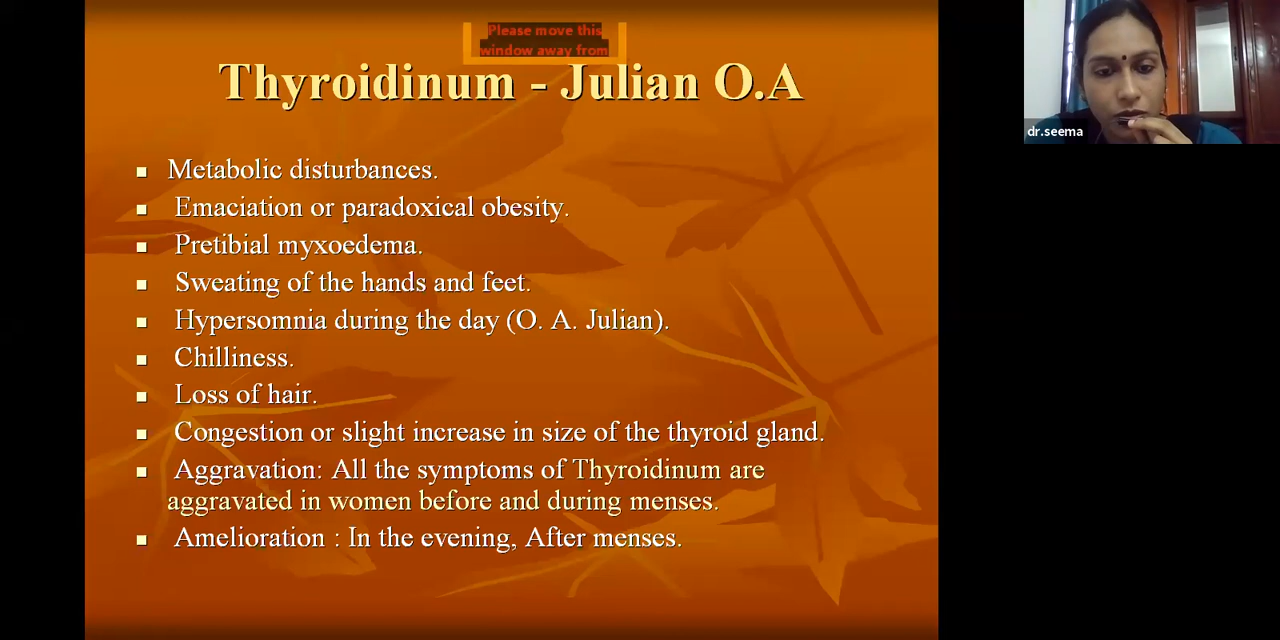 Please move this
window away from
Thyroidinum - Julian O.A
dr.seema
Metabolic disturbances.
Emaciation or paradoxical obesity.
Pretibial myxoedema.
Sweating of the hands and feet.
Hypersomnia during the day (O. A. Julian).
Chilliness.
Loss of hair.
Congestion or slight increase in size of the thyroid gland.
Aggravation: All the symptoms of Thyroidinum are
aggravated in women before and during menses.
Amelioration : In the evening, After menses.